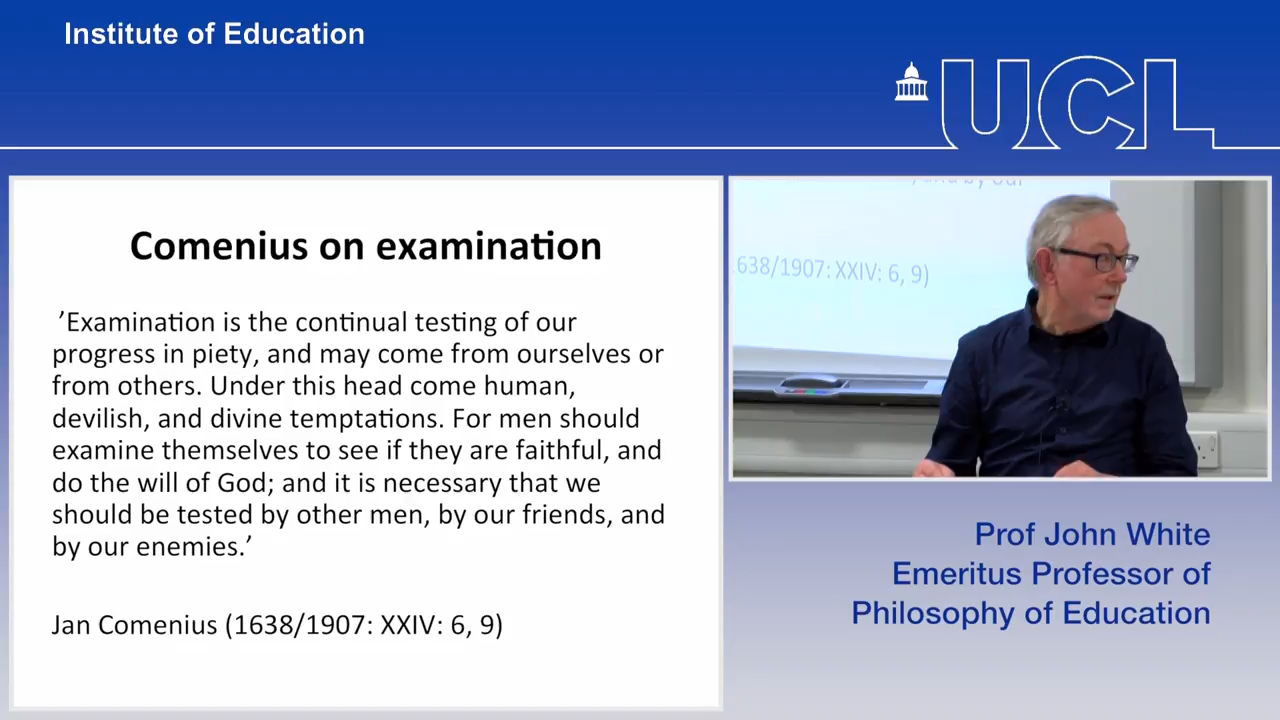 Institute of Education
UCL
Comenius on examination
’Examination is the continual testing of our
progress in piety, and may come from ourselves or
from others. Under this head come human,
devilish, and divine temptations. For men should
examine themselves to see if they are faithful, and
do the will of God; and it is necessary that we
should be tested by other men, by our friends, and
by our enemies.’
Jan Comenius (1638/1907: XXIV: 6, 9)
by our
638/1907: XXIV: 6, 9)
Prof John White
Emeritus Professor of
Philosophy of Education